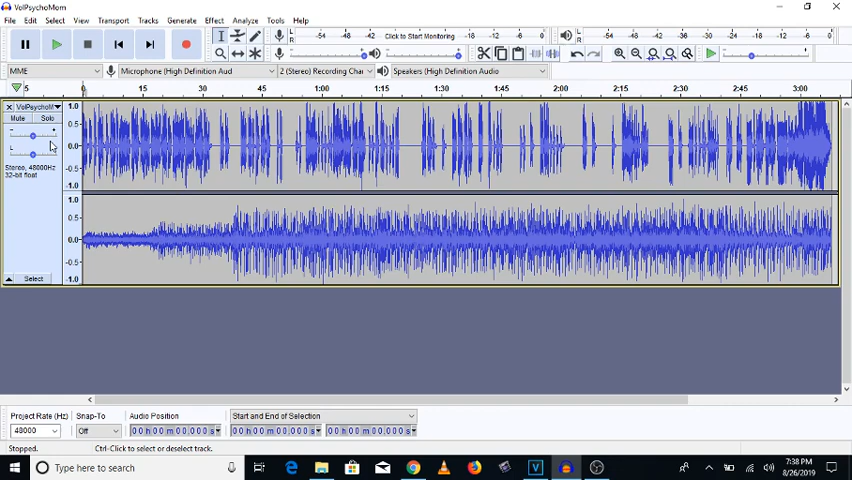 VolPsychoMom
File Edit Select View Transport Tracks Generate Effect Analyze Tools Help
L R -54 -48 -42 Click to Start Monitoring -12 -6 0
L R -54 -48 -42 -36 -30 -24 -18 -12 -6 0
MME Microphone (High Definition Aud 2 (Stereo) Recording Chan Speakers (High Definition Audio)
5 0 15 30 45 1:00 1:15 1:30 1:45 2:00 2:15 2:30 2:45 3:00
VolPsychoM
Mute Solo
- +
L
Stereo, 48000Hz
32-bit float
Select
1.0
0.5
0.0
-0.5
-1.0
1.0
0.5
0.0
-0.5
-1.0
Project Rate (Hz) Snap-To Audio Position Start and End of Selection
48000 Off 00 h 00 m 00.000 s 00 h 00 m 00.000 s 00 h 00 m 00.000 s
Stopped. Ctrl-Click to select or deselect track.
Type here to search
7:38 PM
8/26/2019